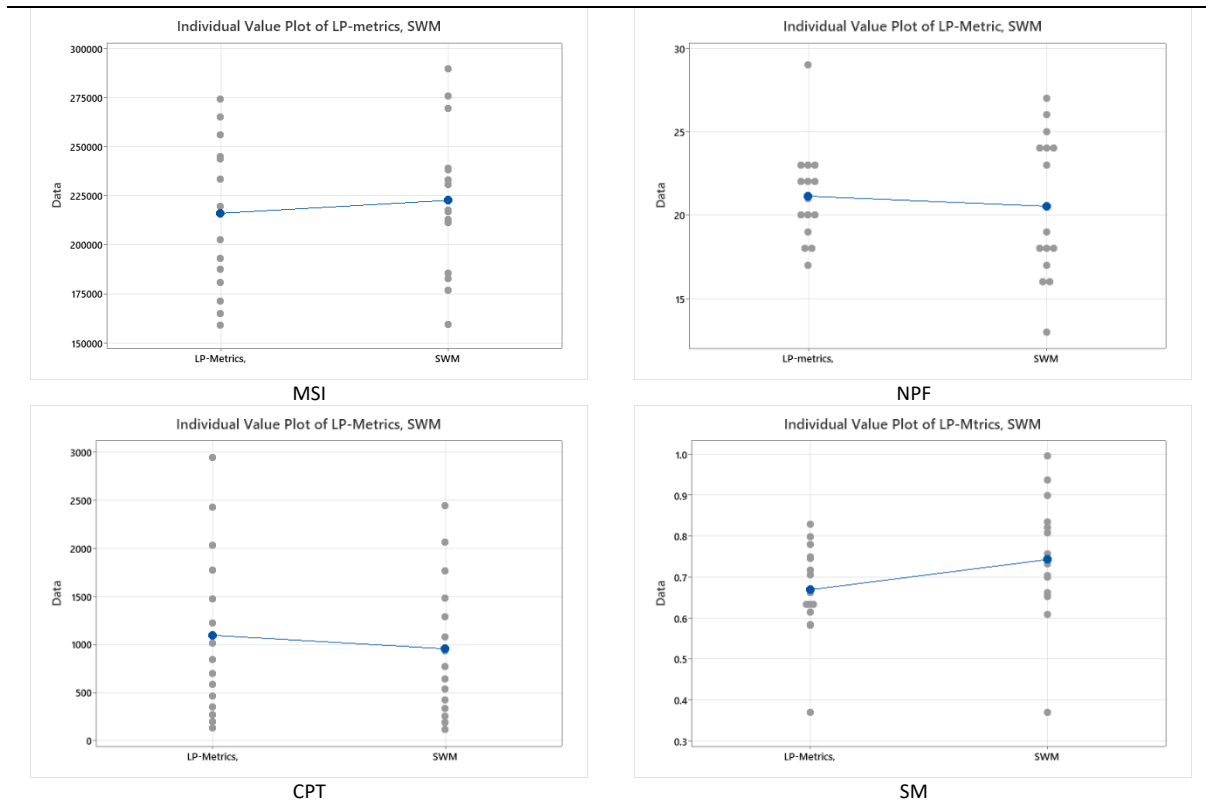 Individual Value Plot of LP-metrics, SWM
300000
275000
250000
225000
200000
175000
150000
Data
LP-Metrics,
SWM
MSI
Individual Value Plot of LP-Metric, SWM
30
25
20
15
Data
LP-metrics,
SWM
NPF
Individual Value Plot of LP-Metrics, SWM
3000
2500
2000
1500
1000
500
0
Data
LP-Metrics,
SWM
CPT
Individual Value Plot of LP-Mtrics, SWM
1.0
0.9
0.8
0.7
0.6
0.5
0.4
0.3
Data
LP-Metrics,
SWM
SM